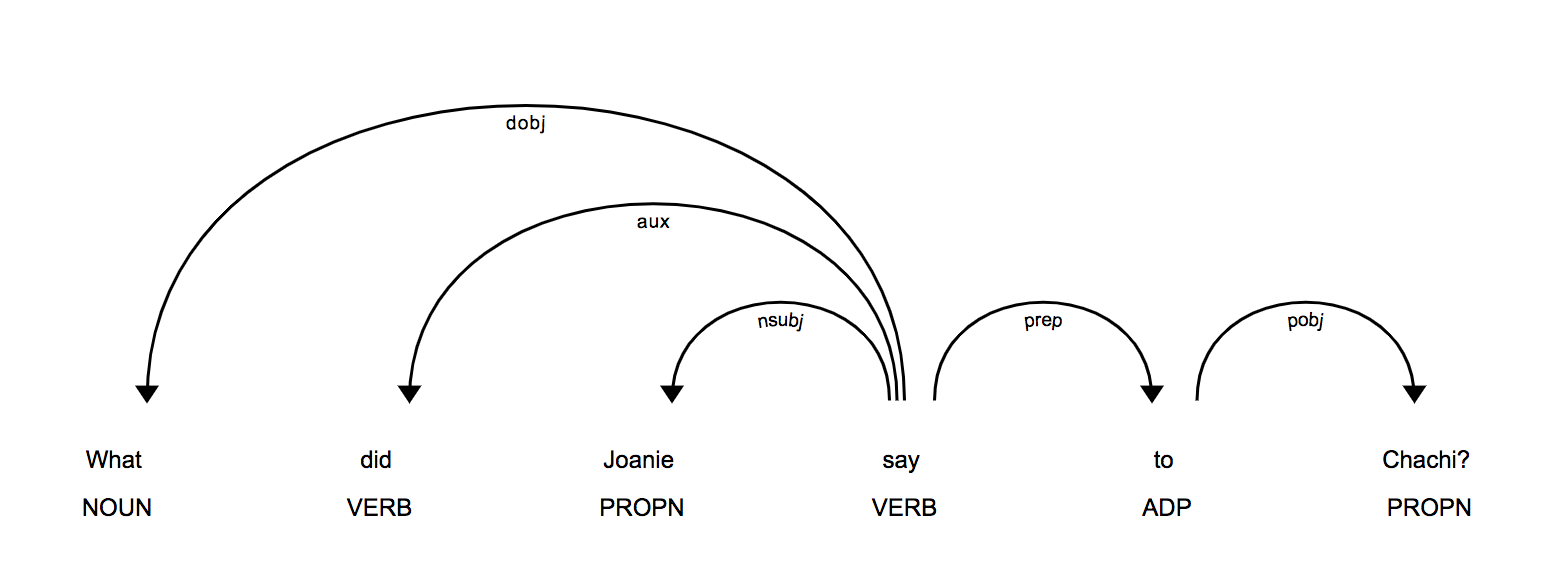 dobj
aux
nsubj prep pobj
What did Joanie say to Chachi?
NOUN VERB PROPN VERB ADP PROPN